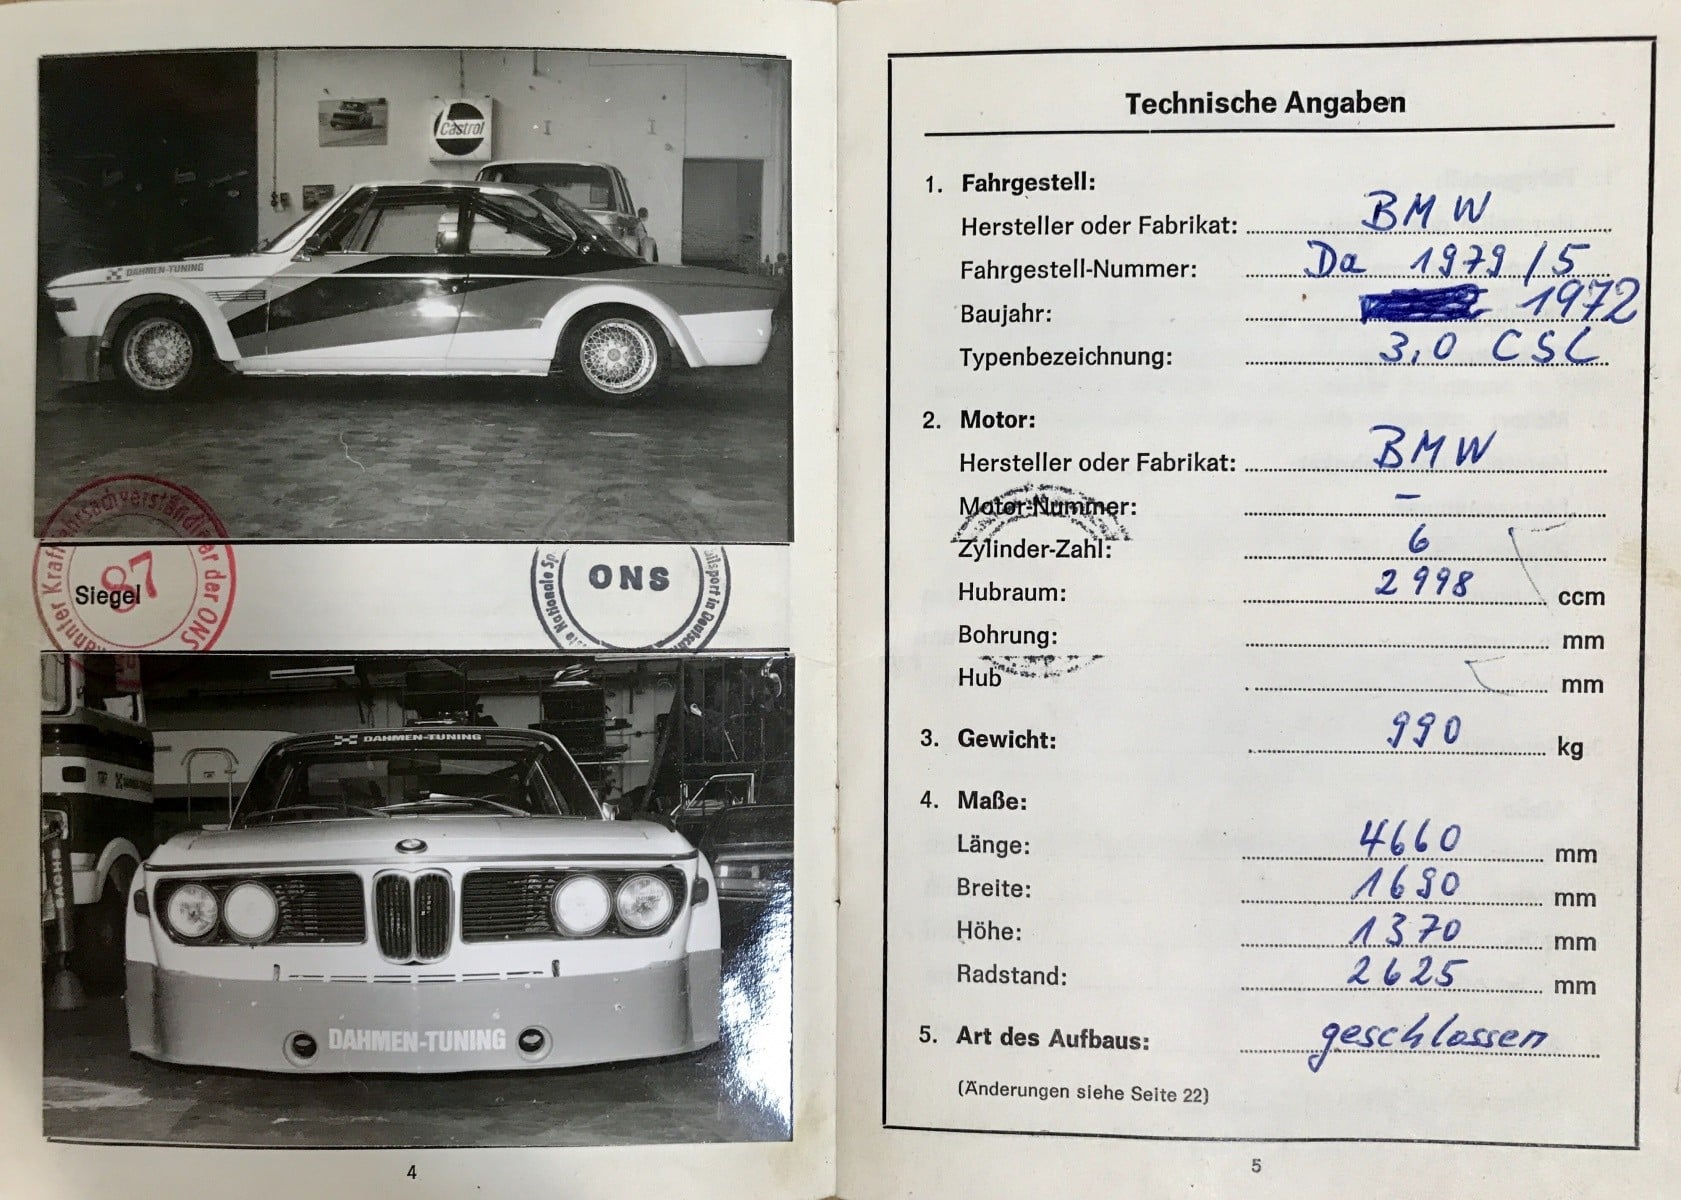 Castrol
DAHMEN-TUNING
Siegel
87
ONS
DAHMEN-TUNING
SACHS
DAHMEN-TUNING
4
Technische Angaben
1. Fahrgestell:
Hersteller oder Fabrikat: BMW
Fahrgestell-Nummer: Da 1979/5
Baujahr: 1972
Typenbezeichnung: 3,0 CSL
2. Motor:
Hersteller oder Fabrikat: BMW
Motor-Nummer: –
Zylinder-Zahl: 6
Hubraum: 2998 ccm
Bohrung: mm
Hub mm
3. Gewicht: 990 kg
4. Maße:
Länge: 4660 mm
Breite: 1690 mm
Höhe: 1370 mm
Radstand: 2625 mm
5. Art des Aufbaus: geschlossen
(Änderungen siehe Seite 22)
5